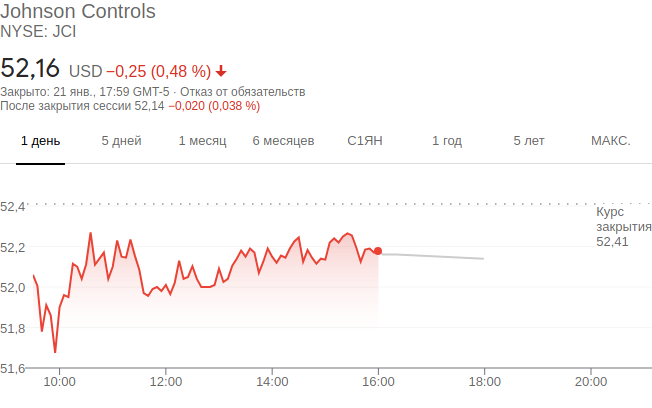 Johnson Controls
NYSE: JCI
52,16 USD −0,25 (0,48 %)
Закрыто: 21 янв., 17:59 GMT-5 · Отказ от обязательств
После закрытия сессии 52,14 −0,020 (0,038 %)
1 день 5 дней 1 месяц 6 месяцев С1ЯН 1 год 5 лет МАКС.
52,4
Курс
закрытия
52,41
52,2
52,0
51,8
51,6
10:00 12:00 14:00 16:00 18:00 20:00